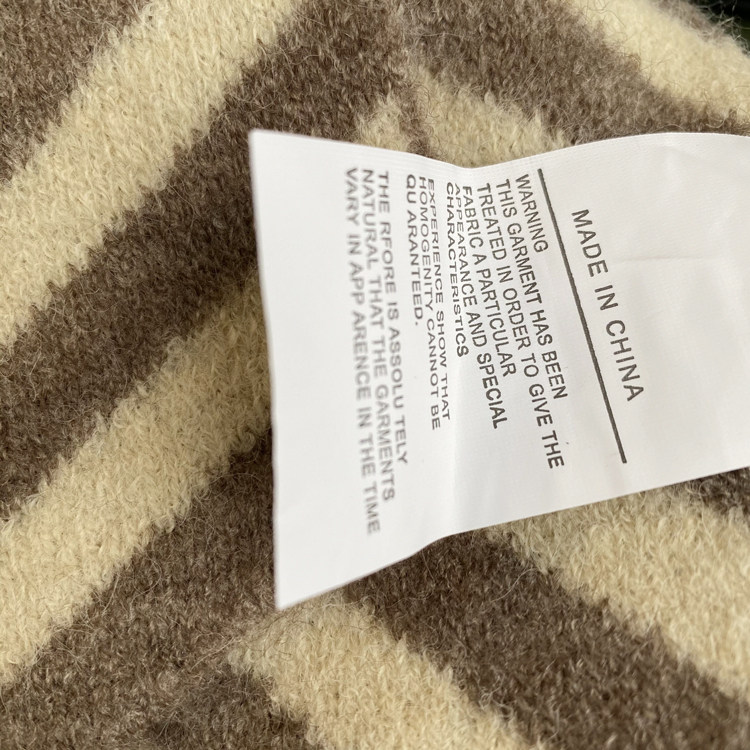 MADE IN CHINA
WARNING
THIS GARMENT HAS BEEN
TREATED IN ORDER TO GIVE THE
FABRIC A PARTICULAR
APPEARANCE AND SPECIAL
CHARACTERISTICS
EXPERIENCE SHOW THAT
HOMOGENITY CANNOT BE
QU ARANTEED.
THE RFORE IS ASSOLU TELY
NATURAL THAT THE GARMENTS
VARY IN APP ARENCE IN THE TIME